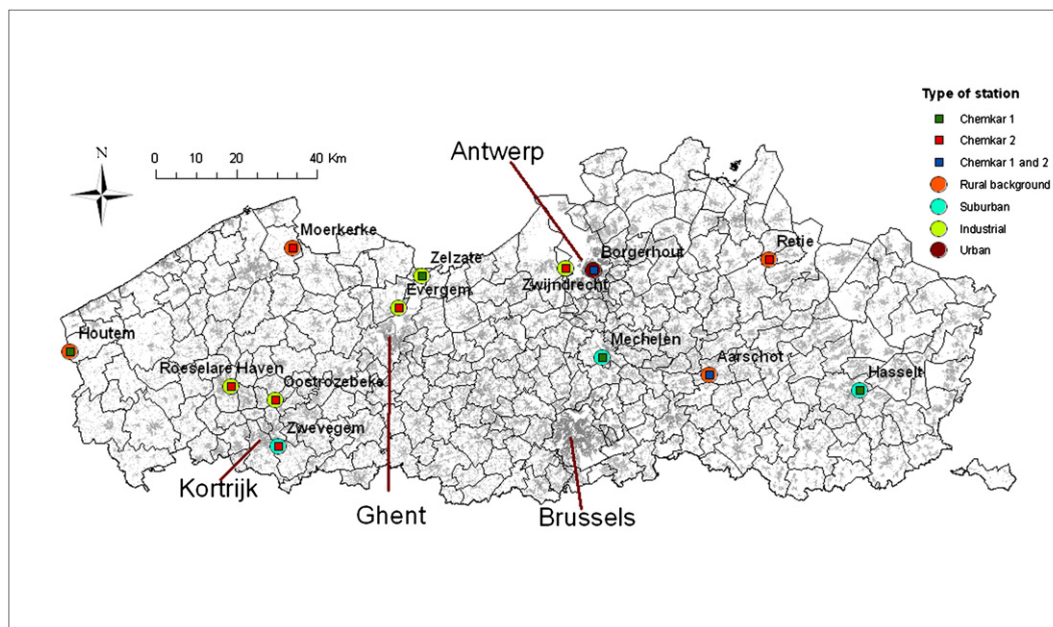 Type of station
Chemkar 1
Chemkar 2
Chemkar 1 and 2
Rural background
Suburban
Industrial
Urban
N
0 20 40 Km
Antwerp
Moerkerke
Zelzate
Borgerhout
Retie
Evergem
Zwijndrecht
Houtem
Mechelen
Aarschot
Hasselt
Roeselare Haven
Oostrozebeke
Zwevegem
Kortrijk
Ghent
Brussels